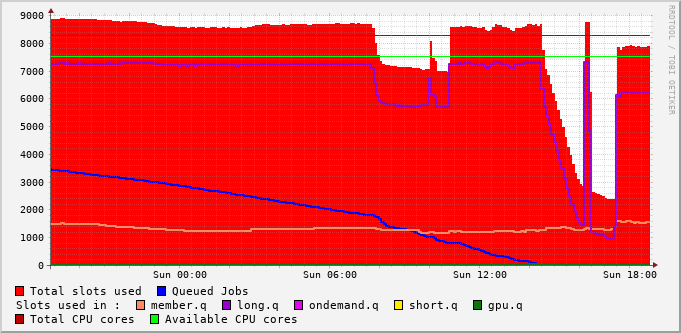 9000
8000
7000
6000
5000
4000
3000
2000
1000
0
RRDTOOL / TOBI OETIKER
Sun 00:00 Sun 06:00 Sun 12:00 Sun 18:00
Total slots used Queued Jobs
Slots used in : member.q long.q ondemand.q short.q gpu.q
Total CPU cores Available CPU cores